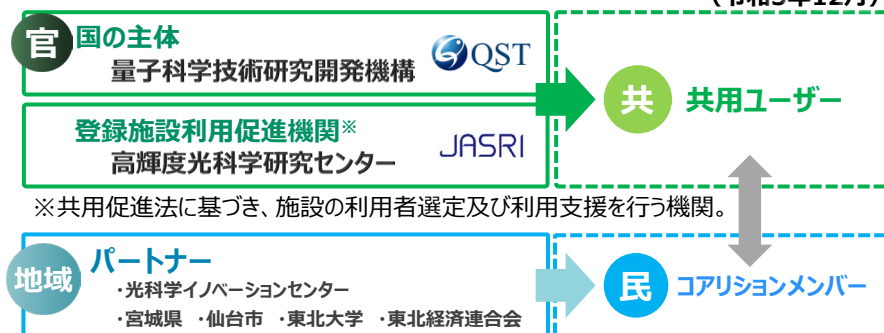 官 国の主体
量子科学技術研究開発機構 QST
登録施設利用促進機関※
高輝度光科学研究センター JASRI
共 共用ユーザー
※共用促進法に基づき、施設の利用者選定及び利用支援を行う機関。
地域 パートナー
・光科学イノベーションセンター
・宮城県 ・仙台市 ・東北大学 ・東北経済連合会
民 コアリションメンバー